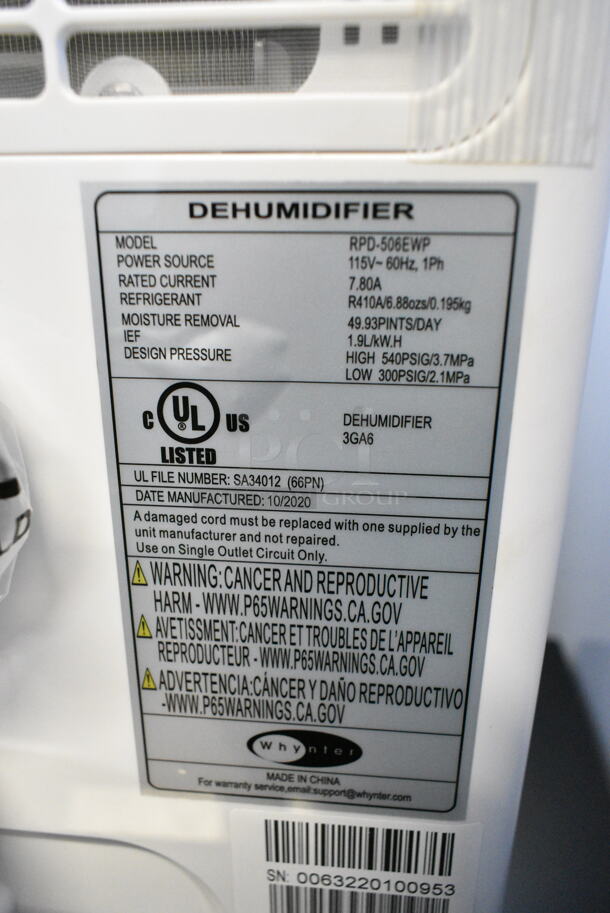 DEHUMIDIFIER
MODEL RPD-506EWP
POWER SOURCE 115V~ 60Hz, 1Ph
RATED CURRENT 7.80A
REFRIGERANT R410A/6.88ozs/0.195kg
MOISTURE REMOVAL 49.93PINTS/DAY
IEF 1.9L/kW.H
DESIGN PRESSURE HIGH 540PSIG/3.7MPa
LOW 300PSIG/2.1MPa
C UL ® US
LISTED
DEHUMIDIFIER
3GA6
PCI
GROUP
UL FILE NUMBER: SA34012 (66PN)
DATE MANUFACTURED: 10/2020
A damaged cord must be replaced with one supplied by the
unit manufacturer and not repaired.
Use on Single Outlet Circuit Only.
WARNING: CANCER AND REPRODUCTIVE
HARM - WWW.P65WARNINGS.CA.GOV
AVETISSMENT: CANCER ET TROUBLES DE L'APPAREIL
REPRODUCTEUR - WWW.P65WARNINGS.CA.GOV
ADVERTENCIA: CÁNCER Y DAÑO REPRODUCTIVO
-WWW.P65WARNINGS.CA.GOV
Whynter
MADE IN CHINA
For warranty service,email:support@whynter.com
SN: 0063220100953